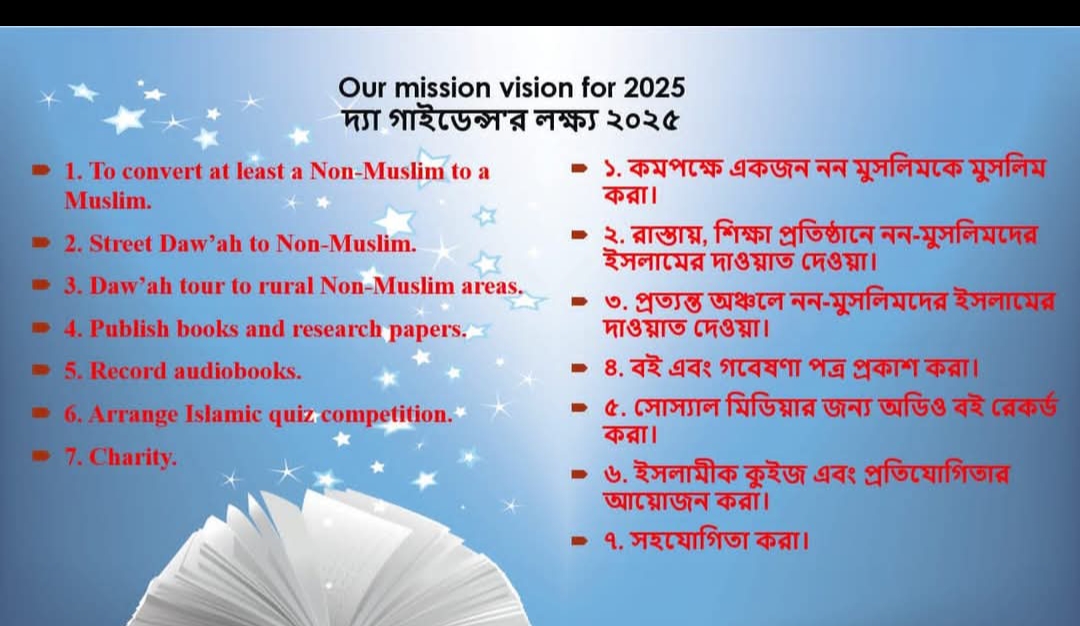 Our mission vision for 2025
দ্যা গাইডেন্স'র লক্ষ্য ২০২৫
1. To convert at least a Non-Muslim to a
Muslim.
2. Street Daw’ah to Non-Muslim.
3. Daw’ah tour to rural Non-Muslim areas.
4. Publish books and research papers.
5. Record audiobooks.
6. Arrange Islamic quiz competition.
7. Charity.
১. কমপক্ষে একজন নন মুসলিমকে মুসলিম
করা।
২. রাস্তায়, শিক্ষা প্রতিষ্ঠানে নন-মুসলিমদের
ইসলামের দাওয়াত দেওয়া।
৩. প্রত্যন্ত অঞ্চলে নন-মুসলিমদের ইসলামের
দাওয়াত দেওয়া।
৪. বই এবং গবেষণা পত্র প্রকাশ করা।
৫. সোস্যাল মিডিয়ার জন্য অডিও বই রেকর্ড
করা।
৬. ইসলামীক কুইজ এবং প্রতিযোগিতার
আয়োজন করা।
৭. সহযোগিতা করা।